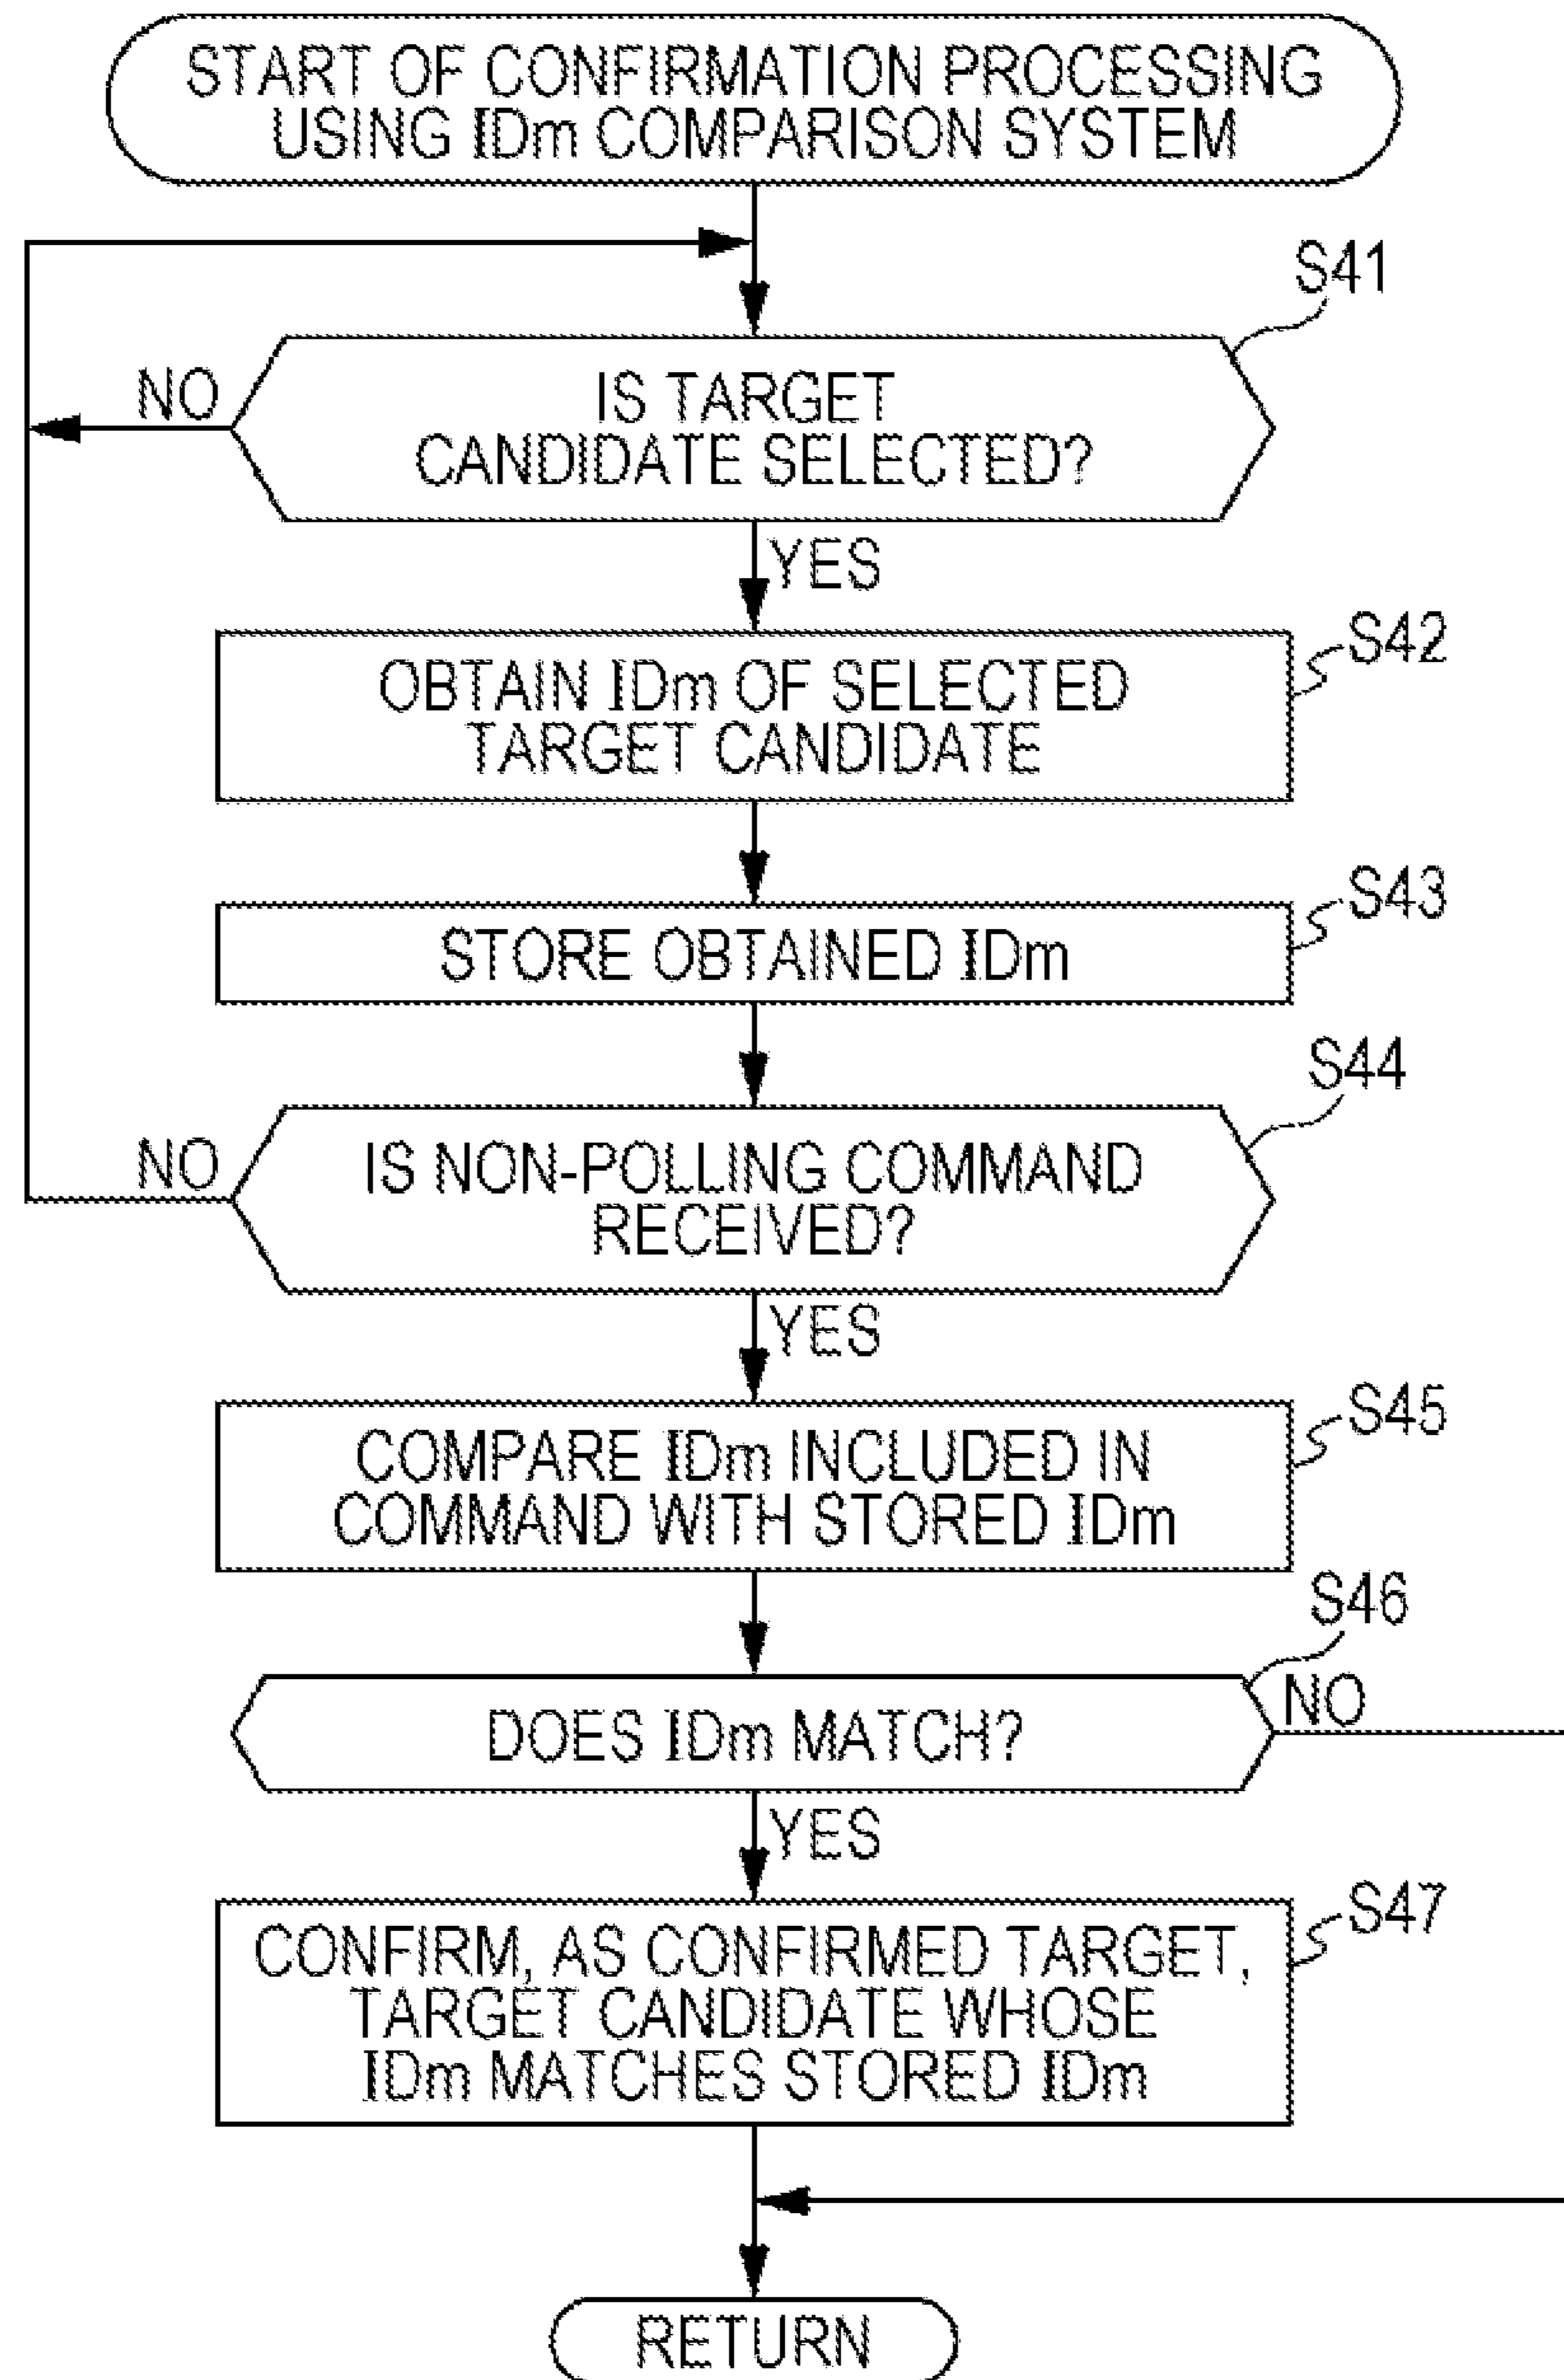 START OF CONFIRMATION PROCESSING
USING IDm COMPARISON SYSTEM
S41
NO
IS TARGET
CANDIDATE SELECTED?
YES
S42
OBTAIN IDm OF SELECTED
TARGET CANDIDATE
S43
STORE OBTAINED IDm
S44
NO
IS NON-POLLING COMMAND
RECEIVED?
YES
S45
COMPARE IDm INCLUDED IN
COMMAND WITH STORED IDm
S46
NO
DOES IDm MATCH?
YES
S47
CONFIRM, AS CONFIRMED TARGET,
TARGET CANDIDATE WHOSE
IDm MATCHES STORED IDm
RETURN